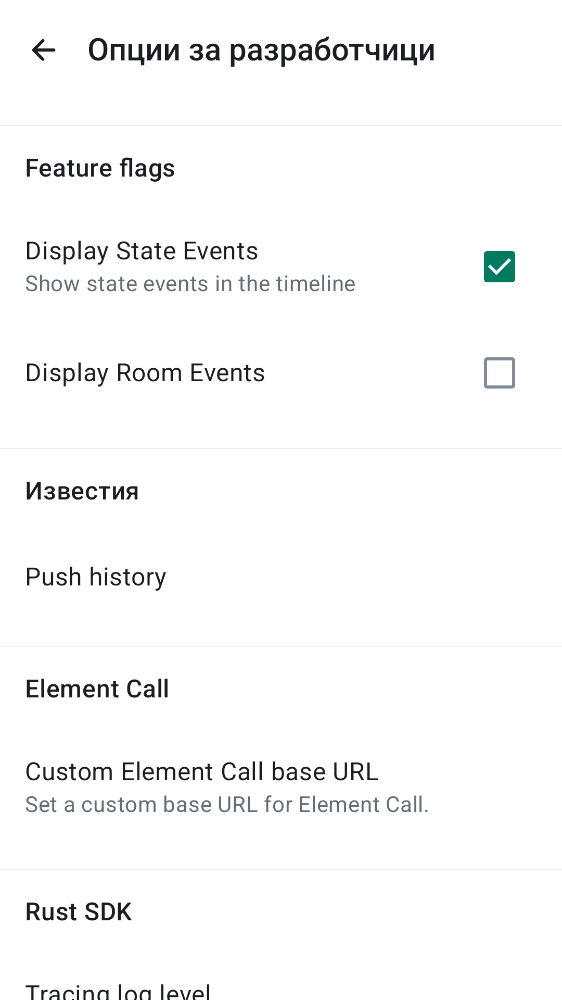 Опции за разработчици
Feature flags
Display State Events
Show state events in the timeline
Display Room Events
Известия
Push history
Element Call
Custom Element Call base URL
Set a custom base URL for Element Call.
Rust SDK
Tracing log level